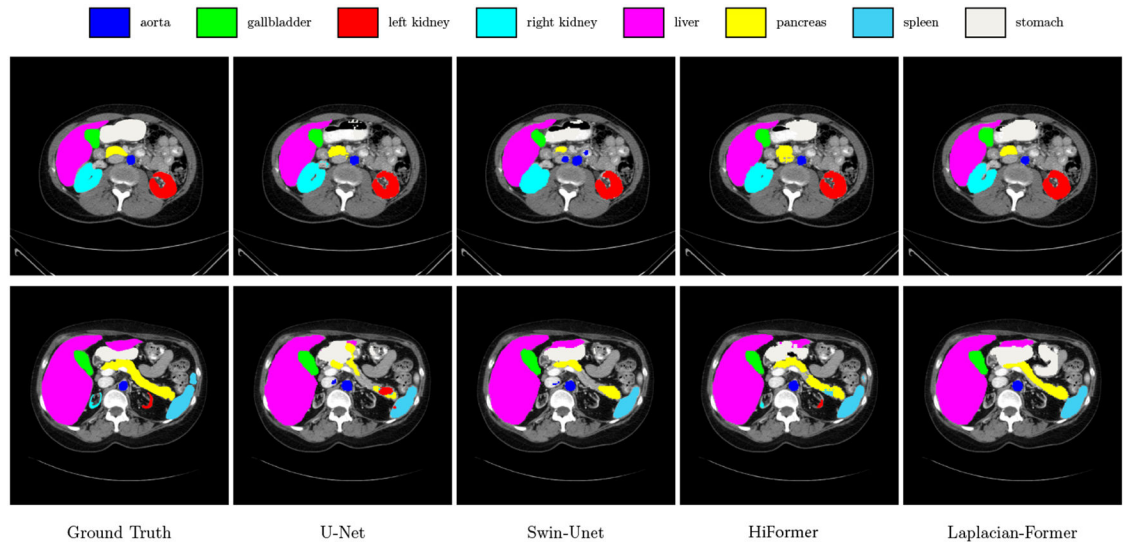 aorta gallbladder left kidney right kidney liver pancreas spleen stomach
Ground Truth U-Net Swin-Unet HiFormer Laplacian-Former